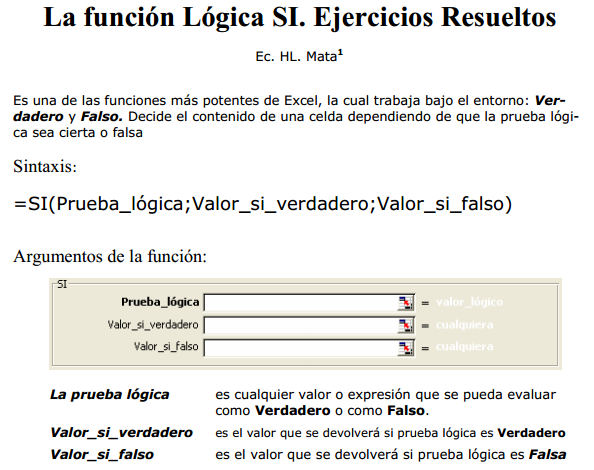 La función Lógica SI. Ejercicios Resueltos
Ec. HL. Mata1
Es una de las funciones más potentes de Excel, la cual trabaja bajo el entorno: Ver-
dadero y Falso. Decide el contenido de una celda dependiendo de que la prueba lógi-
ca sea cierta o falsa
Sintaxis:
=SI(Prueba_lógica;Valor_si_verdadero;Valor_si_falso)
Argumentos de la función:
SI
Prueba_lógica = valor_lógico
Valor_si_verdadero = cualquiera
Valor_si_falso = cualquiera
La prueba lógica es cualquier valor o expresión que se pueda evaluar
como Verdadero o como Falso.
Valor_si_verdadero es el valor que se devolverá si prueba lógica es Verdadero
Valor_si_falso es el valor que se devolverá si prueba lógica es Falsa